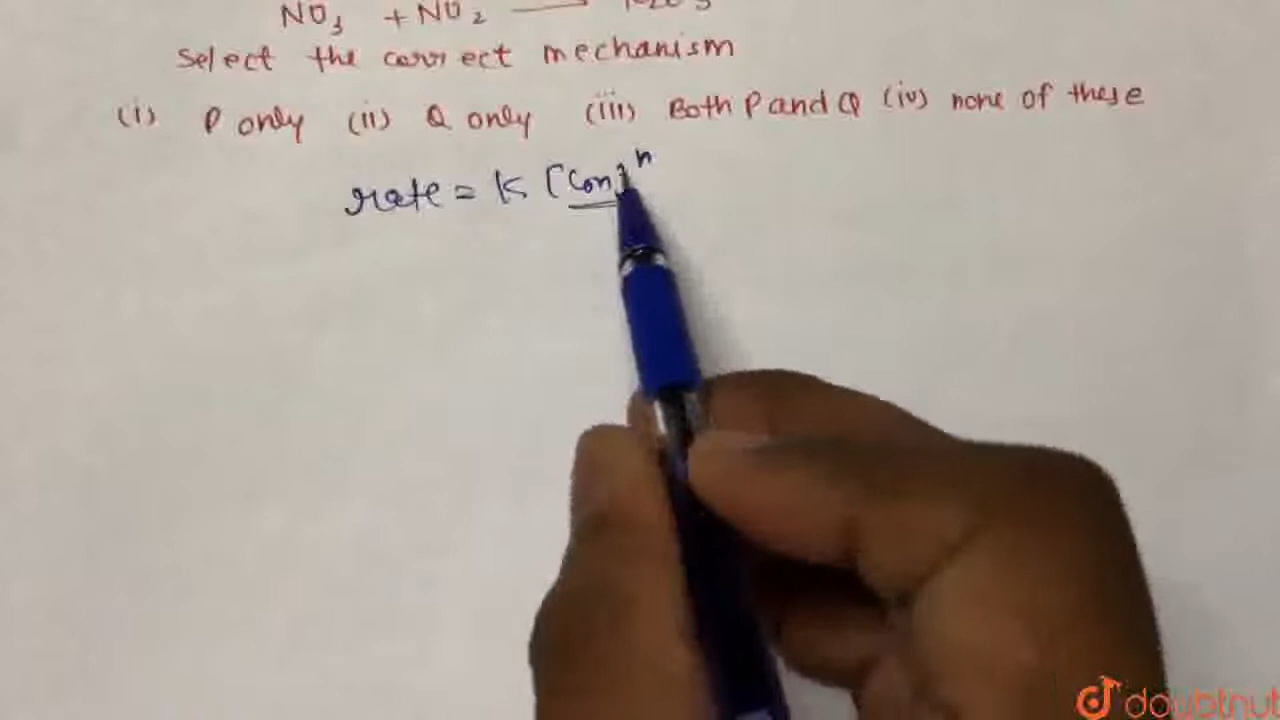 NO3 + NO2 ⟶
Select the correct mechanism
(i) P only (ii) Q only (iii) Both P and Q (iv) none of these
rate = K [Con]^n
doubtnut